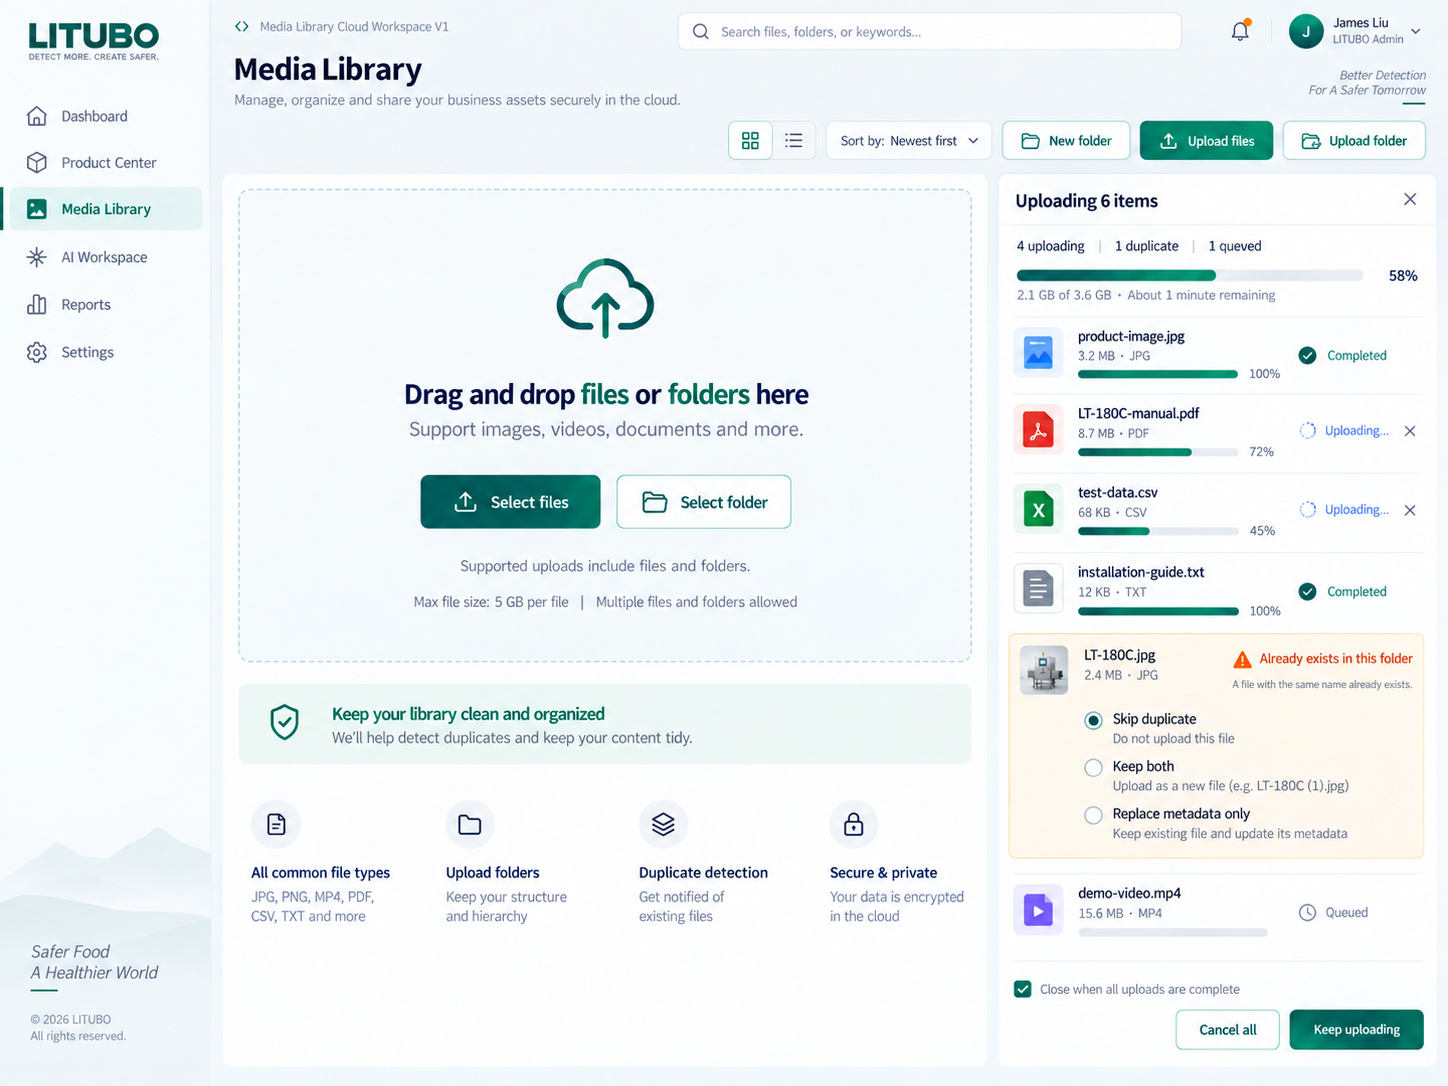 LITUBO
DETECT MORE. CREATE SAFER.
Dashboard
Product Center
Media Library
AI Workspace
Reports
Settings
Safer Food
A Healthier World
© 2026 LITUBO
All rights reserved.
Media Library Cloud Workspace V1
Media Library
Manage, organize and share your business assets securely in the cloud.
Search files, folders, or keywords...
J
James Liu
LITUBO Admin
Better Detection
For A Safer Tomorrow
Sort by: Newest first
New folder
Upload files
Upload folder
Drag and drop files or folders here
Support images, videos, documents and more.
Select files
Select folder
Supported uploads include files and folders.
Max file size: 5 GB per file | Multiple files and folders allowed
Keep your library clean and organized
We'll help detect duplicates and keep your content tidy.
All common file types
JPG, PNG, MP4, PDF,
CSV, TXT and more
Upload folders
Keep your structure
and hierarchy
Duplicate detection
Get notified of
existing files
Secure & private
Your data is encrypted
in the cloud
Uploading 6 items
4 uploading | 1 duplicate | 1 queved
58%
2.1 GB of 3.6 GB • About 1 minute remaining
product-image.jpg
3.2 MB • JPG
100%
Completed
LT-180C-manual.pdf
8.7 MB • PDF
72%
Uploading...
X
test-data.csv
68 KB • CSV
45%
Uploading...
installation-guide.txt
12 KB • TXT
100%
Completed
LT-180C.jpg
2.4 MB • JPG
Already exists in this folder
A file with the same name already exists.
Skip duplicate
Do not upload this file
Keep both
Upload as a new file (e.g. LT-180C (1).jpg)
Replace metadata only
Keep existing file and update its metadata
demo-video.mp4
15.6 MB • MP4
Queued
Close when all uploads are complete
Cancel all
Keep uploading